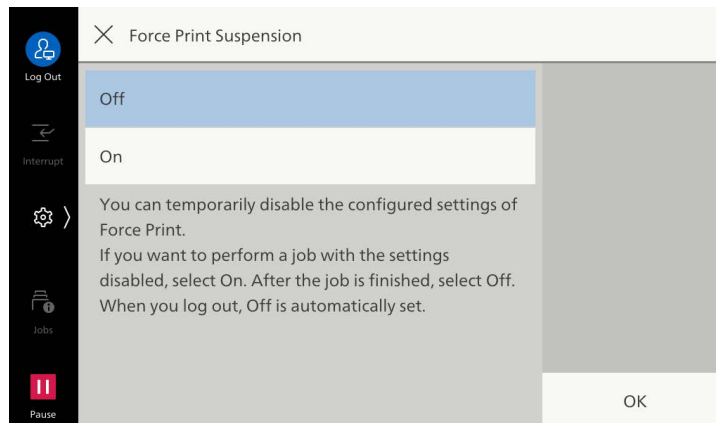 Force Print Suspension
Log Out
Off
Interrupt
On
You can temporarily disable the configured settings of
Force Print.
If you want to perform a job with the settings
disabled, select On. After the job is finished, select Off.
When you log out, Off is automatically set.
Jobs
Pause
OK